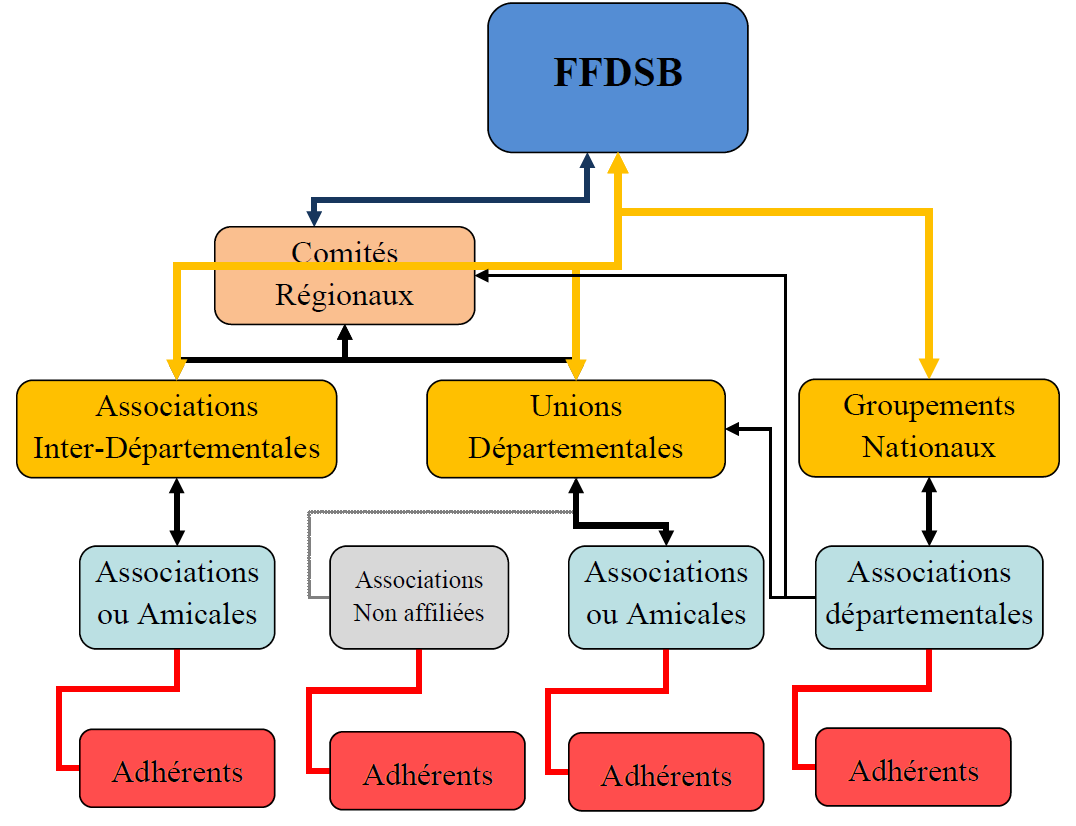 FFDSB
Comités
Régionaux
Associations
Inter-Départementales
Unions
Départementales
Groupements
Nationaux
Associations
ou Amicales
Associations
Non affiliées
Associations
ou Amicales
Associations
départementales
Adhérents
Adhérents
Adhérents
Adhérents